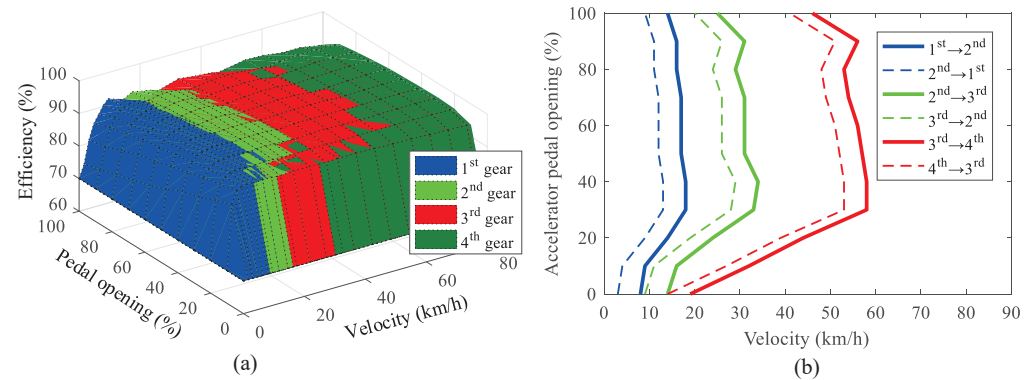 100
90
80
70
60
Efficiency (%)
100
80
60
40
20
0
Pedal opening (%)
0
20
40
60
80
Velocity (km/h)
1st gear
2nd gear
3rd gear
4th gear
(a)
100
80
60
40
20
0
Accelerator pedal opening (%)
0 10 20 30 40 50 60 70 80 90
Velocity (km/h)
1st→2nd
2nd→1st
2nd→3rd
3rd→2nd
3rd→4th
4th→3rd
(b)